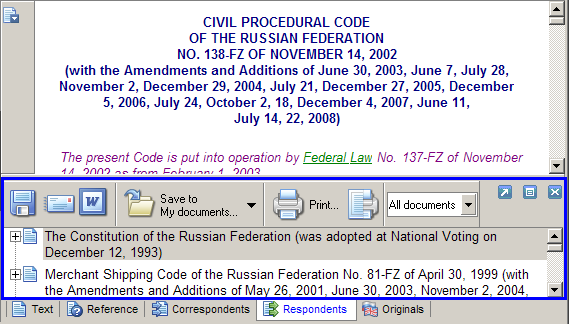 CIVIL PROCEDURAL CODE
OF THE RUSSIAN FEDERATION
NO. 138-FZ OF NOVEMBER 14, 2002
(with the Amendments and Additions of June 30, 2003, June 7, July 28,
November 2, December 29, 2004, July 21, December 27, 2005, December
5, 2006, July 24, October 2, 18, December 4, 2007, June 11,
July 14, 22, 2008)
The present Code is put into operation by Federal Law No. 137-FZ of November
14, 2002 as from February 1, 2003
W
Save to
My documents...
Print...
All documents
The Constitution of the Russian Federation (was adopted at National Voting on
December 12, 1993)
Merchant Shipping Code of the Russian Federation No. 81-FZ of April 30, 1999 (with
the Amendments and Additions of May 26, 2001, June 30, 2003, November 2, 2004,
Text
Reference
Correspondents
Respondents
Originals